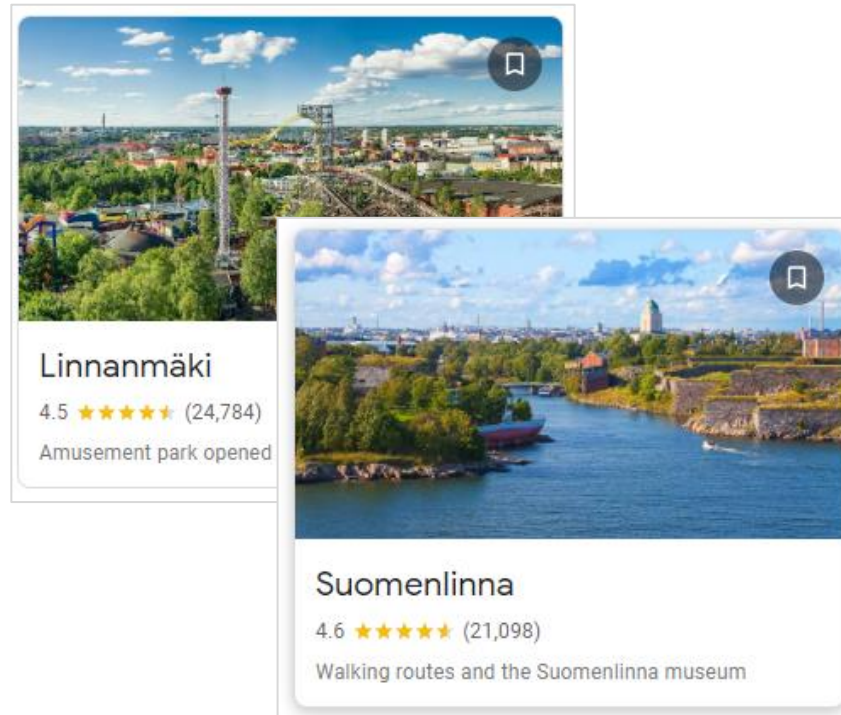 Linnanmäki
4.5 ★★★★★ (24,784)
Amusement park opened
Suomenlinna
4.6 ★★★★★ (21,098)
Walking routes and the Suomenlinna museum